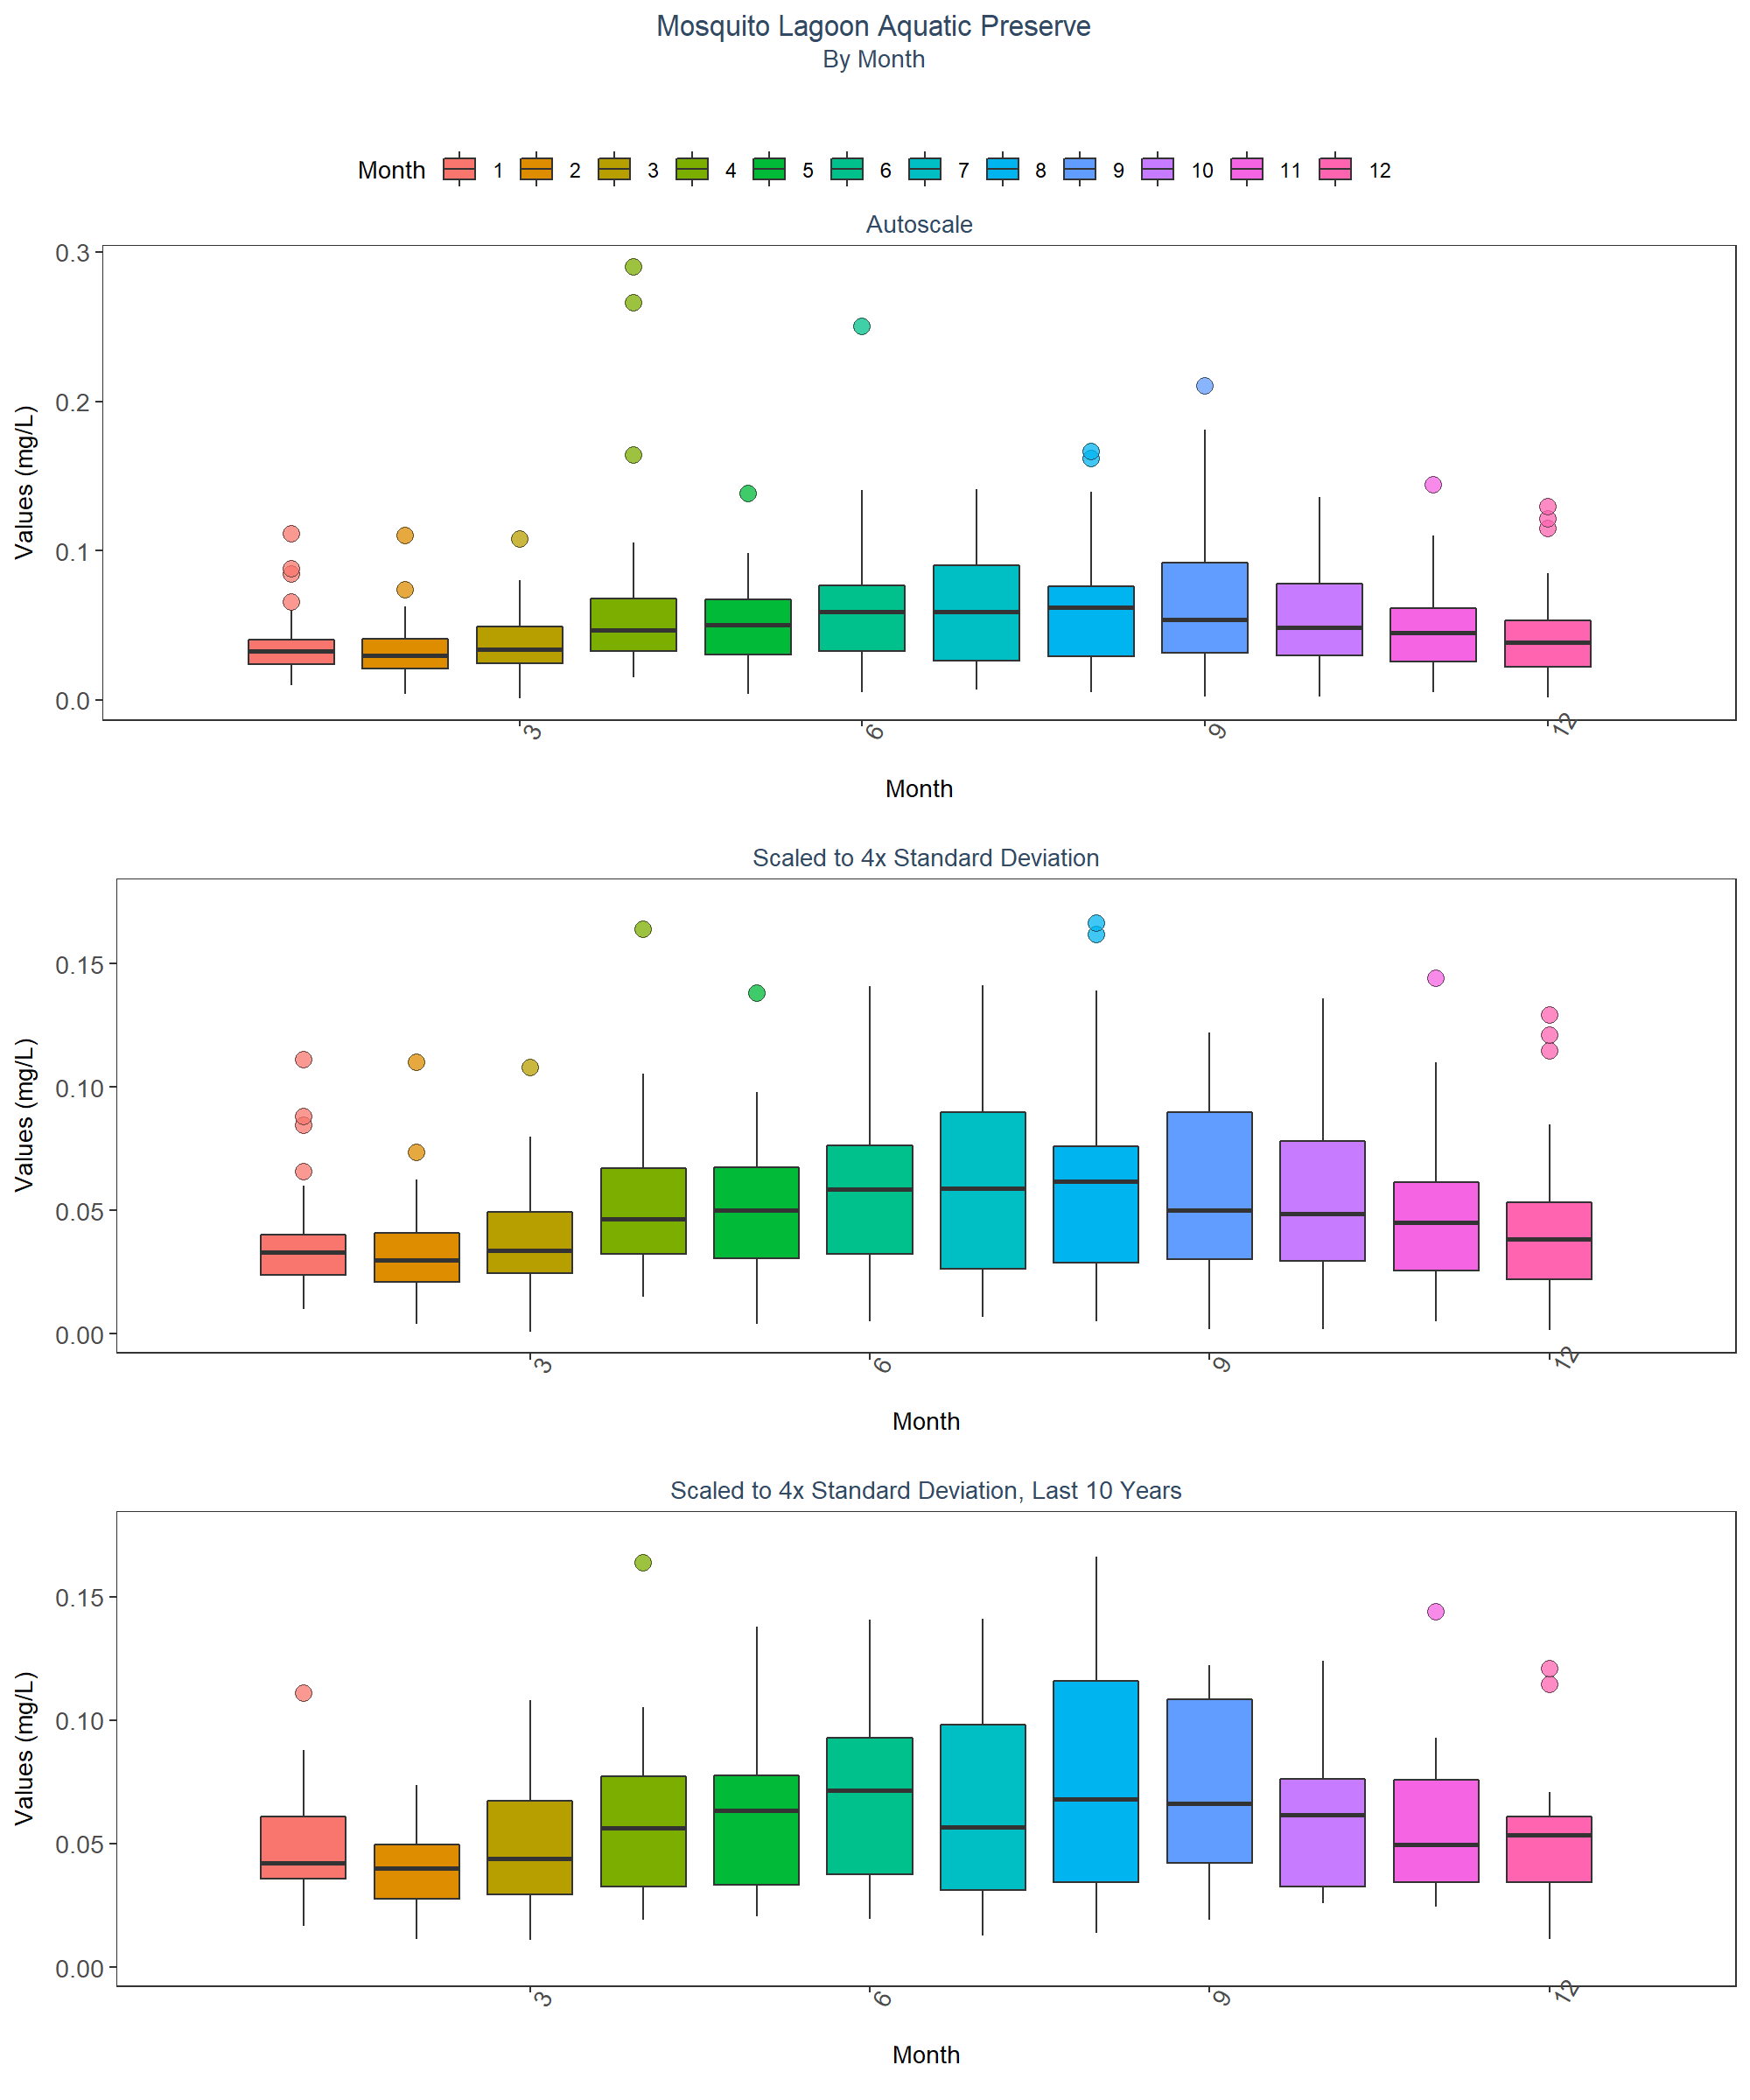 Mosquito Lagoon Aquatic Preserve
By Month
Month 1 2 3 4 5 6 7 8 9 10 11 12
Autoscale
Values (mg/L)
0.3
0.2
0.1
0.0
3 6 9 12
Month
Scaled to 4x Standard Deviation
Values (mg/L)
0.15
0.10
0.05
0.00
3 6 9 12
Month
Scaled to 4x Standard Deviation, Last 10 Years
Values (mg/L)
0.15
0.10
0.05
0.00
3 6 9 12
Month